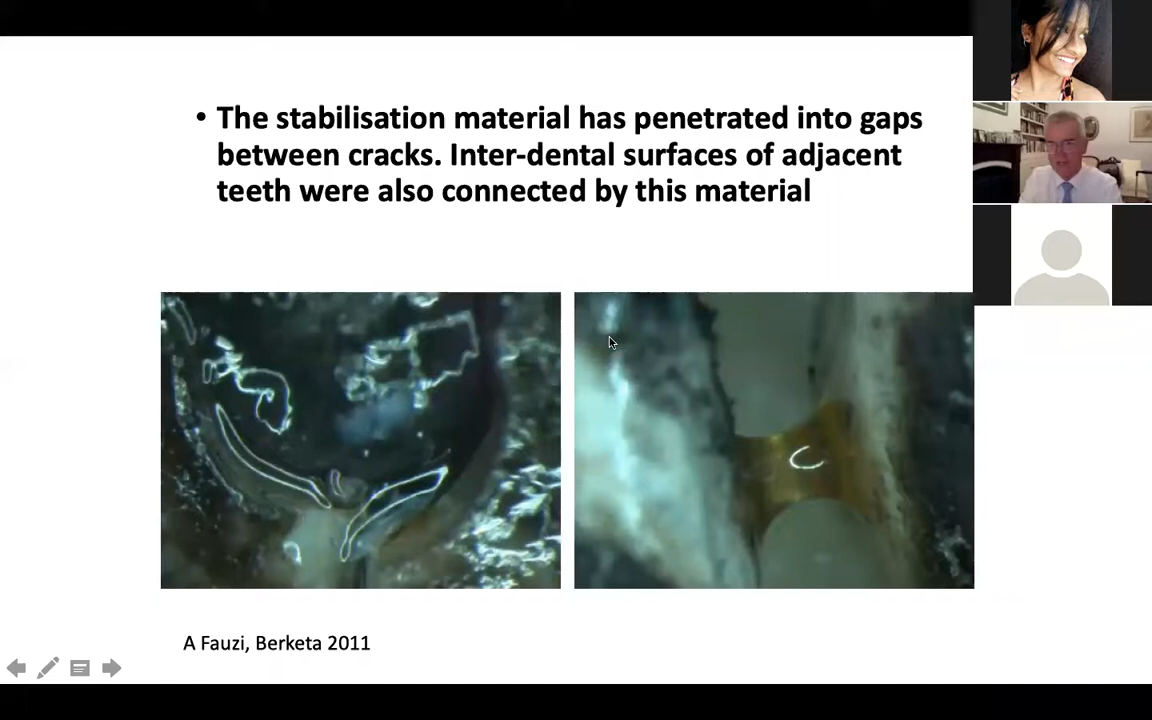 • The stabilisation material has penetrated into gaps
between cracks. Inter-dental surfaces of adjacent
teeth were also connected by this material
A Fauzi, Berketa 2011